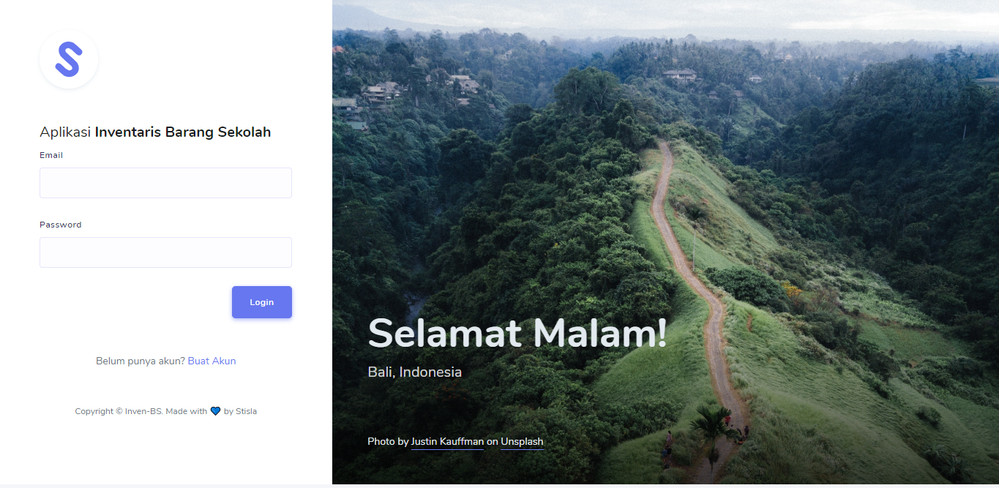 Aplikasi Inventaris Barang Sekolah
Email
Password
Login
Belum punya akun? Buat Akun
Copyright © Inven-BS. Made with 💙 by Stisla
Selamat Malam!
Bali, Indonesia
Photo by Justin Kauffman on Unsplash